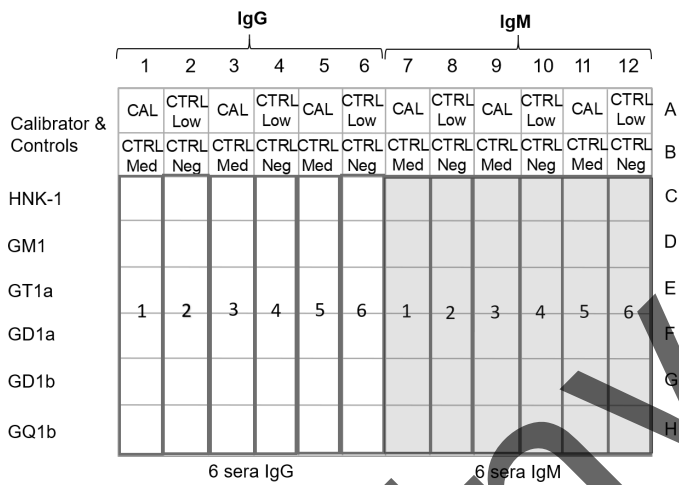 IgG IgM
1 2 3 4 5 6 7 8 9 10 11 12
Calibrator & Controls
CAL CTRL Low CAL CTRL Low CAL CTRL Low CAL CTRL Low CAL CTRL Low CAL CTRL Low A
CTRL Med CTRL Neg CTRL Med CTRL Neg CTRL Med CTRL Neg CTRL Med CTRL Neg CTRL Med CTRL Neg CTRL Med CTRL Neg B
HNK-1 C
GM1 D
GT1a E
1 2 3 4 5 6 1 2 3 4 5 6
GD1a F
GD1b G
GQ1b H
6 sera IgG 6 sera IgM